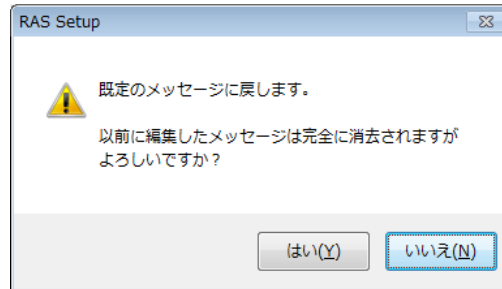 RAS Setup
既定のメッセージに戻します。
以前に編集したメッセージは完全に消去されますが
よろしいですか？
はい(Y)
いいえ(N)